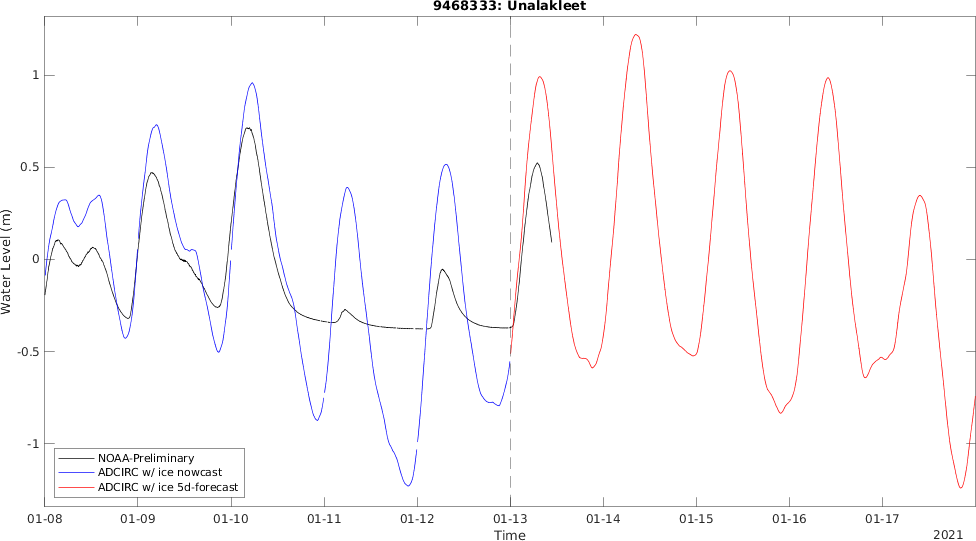 9468333: Unalakleet
1
0.5
0
-0.5
-1
Water Level (m)
NOAA-Preliminary
ADCIRC w/ ice nowcast
ADCIRC w/ ice 5d-forecast
01-08 01-09 01-10 01-11 01-12 01-13 01-14 01-15 01-16 01-17
Time
2021